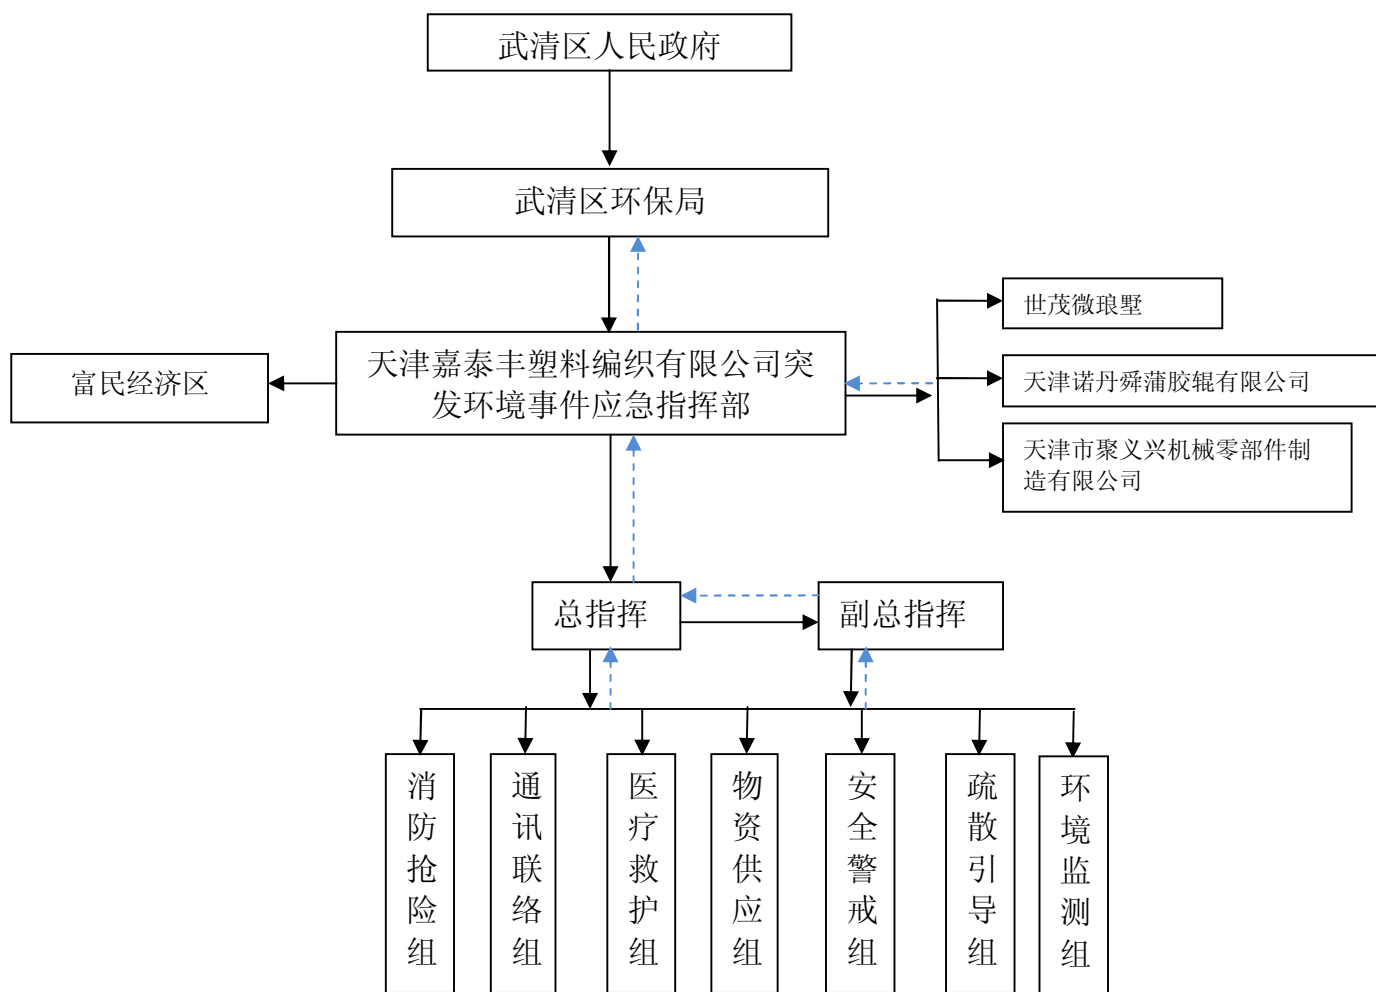 武清区人民政府
武清区环保局
世茂微琅墅
富民经济区
天津嘉泰丰塑料编织有限公司突
发环境事件应急指挥部
天津诺丹舜蒲胶辊有限公司
天津市聚义兴机械零部件制
造有限公司
总指挥
副总指挥
消防抢险组
通讯联络组
医疗救护组
物资供应组
安全警戒组
疏散引导组
环境监测组